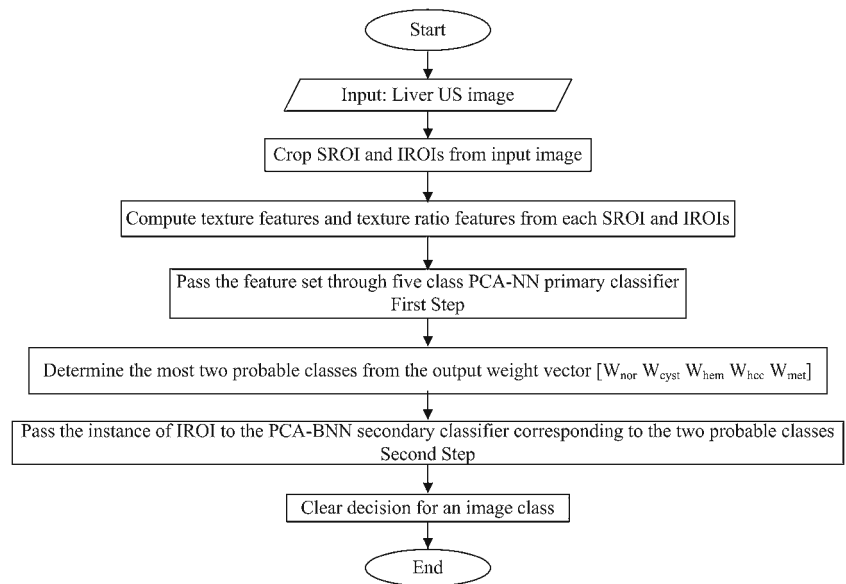 Start
Input: Liver US image
Crop SROI and IROIs from input image
Compute texture features and texture ratio features from each SROI and IROIs
Pass the feature set through five class PCA-NN primary classifier
First Step
Determine the most two probable classes from the output weight vector [Wnor Wcyst Whem Whcc Wmet]
Pass the instance of IROI to the PCA-BNN secondary classifier corresponding to the two probable classes
Second Step
Clear decision for an image class
End